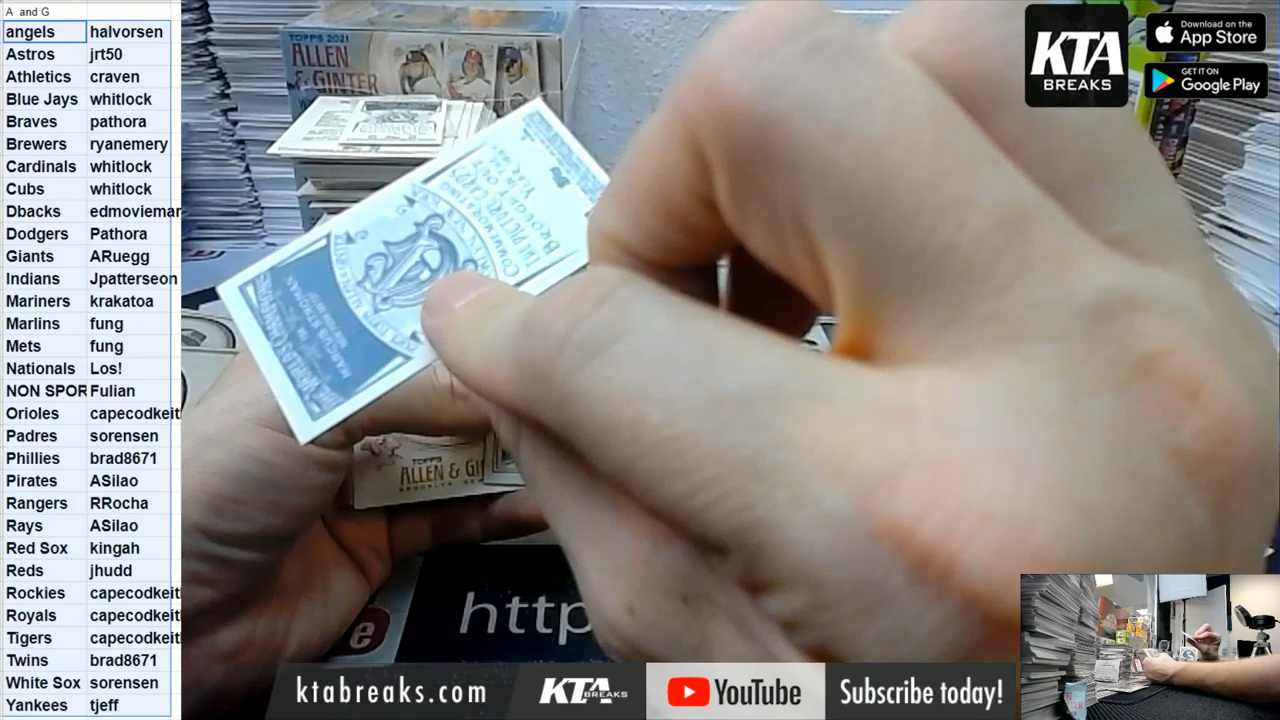 A and G
angels halvorsen
Astros jrt50
Athletics craven
Blue Jays whitlock
Braves pathora
Brewers ryanemery
Cardinals whitlock
Cubs whitlock
Dbacks edmovieman
Dodgers Pathora
Giants ARuegg
Indians Jpatterseon
Mariners krakatoa
Marlins fung
Mets fung
Nationals Los!
NON SPOR Fulian
Orioles capecodkeit
Padres sorensen
Phillies brad8671
Pirates ASilao
Rangers RRocha
Rays ASilao
Red Sox kingah
Reds jhudd
Rockies capecodkeit
Royals capecodkeit
Tigers capecodkeit
Twins brad8671
White Sox sorensen
Yankees tjeff
TOPPS 2021
ALLEN
& GINTER
TOPPS
ALLEN & GI
http
e
KTA
BREAKS
Download on the
App Store
GET IT ON
Google Play
ktabreaks.com
KTA
BREAKS
YouTube
Subscribe today!